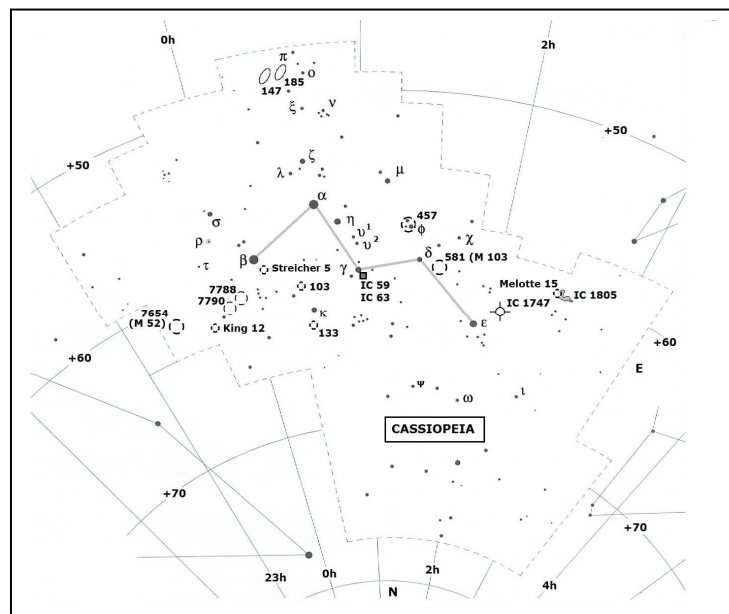 0h
2h
π
ο
185
147
ξ
ν
+50
+50
ζ
λ
μ
α
σ
η
457
φ
ρ
υ1
υ2
χ
β
δ
τ
Streicher 5
γ
581 (M 103
7788
103
IC 59
Melotte 15
IC 1805
7790
IC 63
IC 1747
7654
(M 52)
κ
King 12
133
ε
+60
+60
E
Ψ
ω
ι
CASSIOPEIA
+70
+70
23h
0h
2h
4h
N